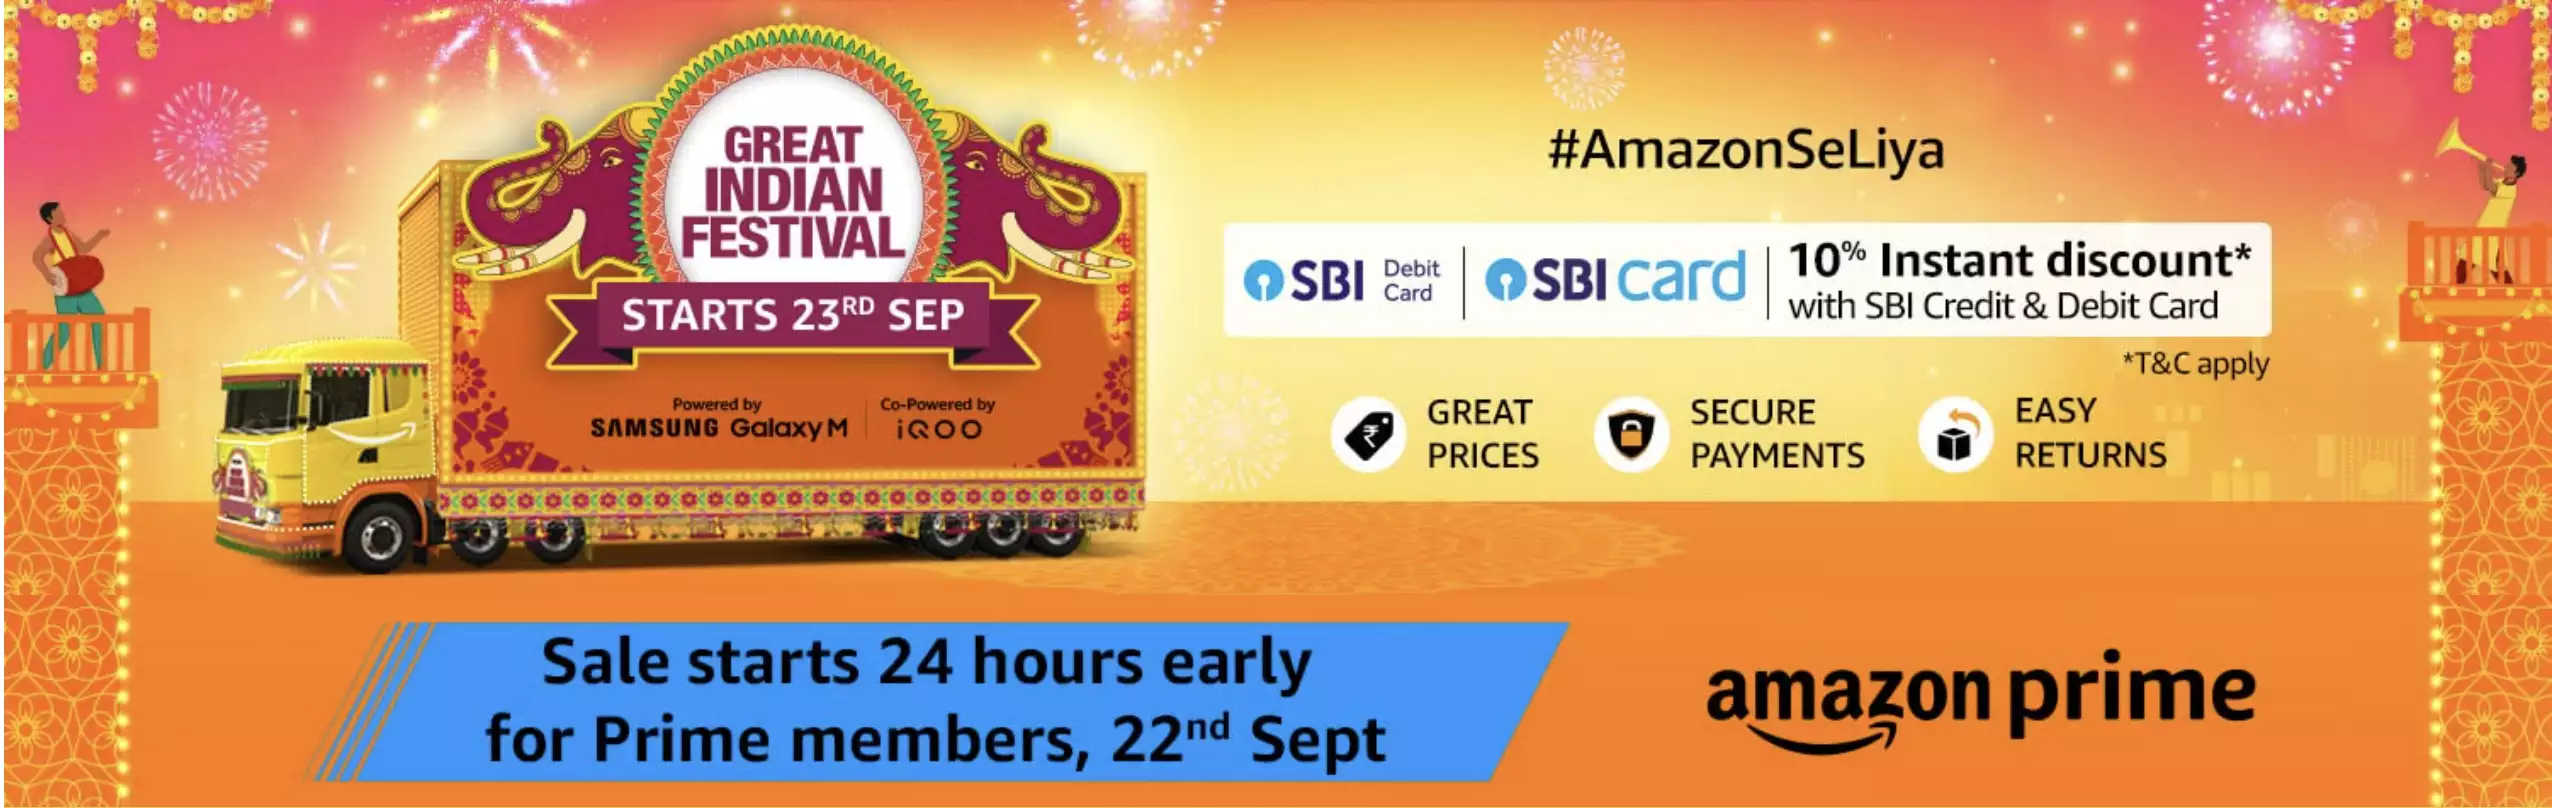 GREAT
INDIAN
FESTIVAL
STARTS 23RD SEP
Powered by
SAMSUNG Galaxy M
Co-Powered by
iQOO
#AmazonSeLiya
SBI Debit Card
SBI card
10% Instant discount*
with SBI Credit & Debit Card
*T&C apply
GREAT
PRICES
SECURE
PAYMENTS
EASY
RETURNS
Sale starts 24 hours early
for Prime members, 22nd Sept
amazon prime